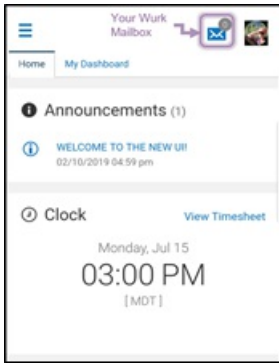 Your Wurk
Mailbox
Home My Dashboard
Announcements (1)
WELCOME TO THE NEW UI!
02/10/2019 04:59 pm
Clock View Timesheet
Monday, Jul 15
03:00 PM
[ MDT ]